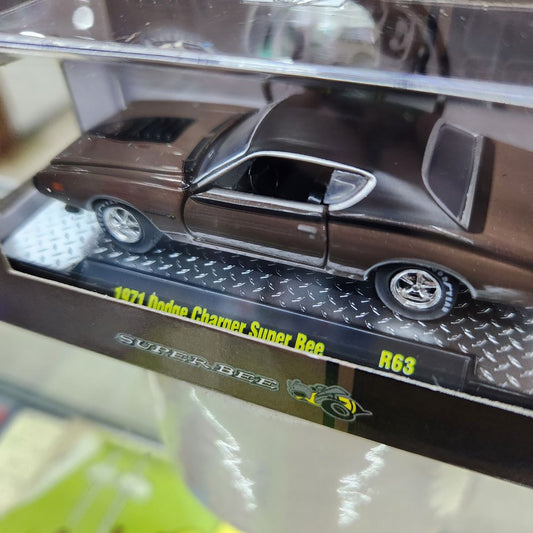 1971 Dodge Charger Super Bee R63
SUPER BEE